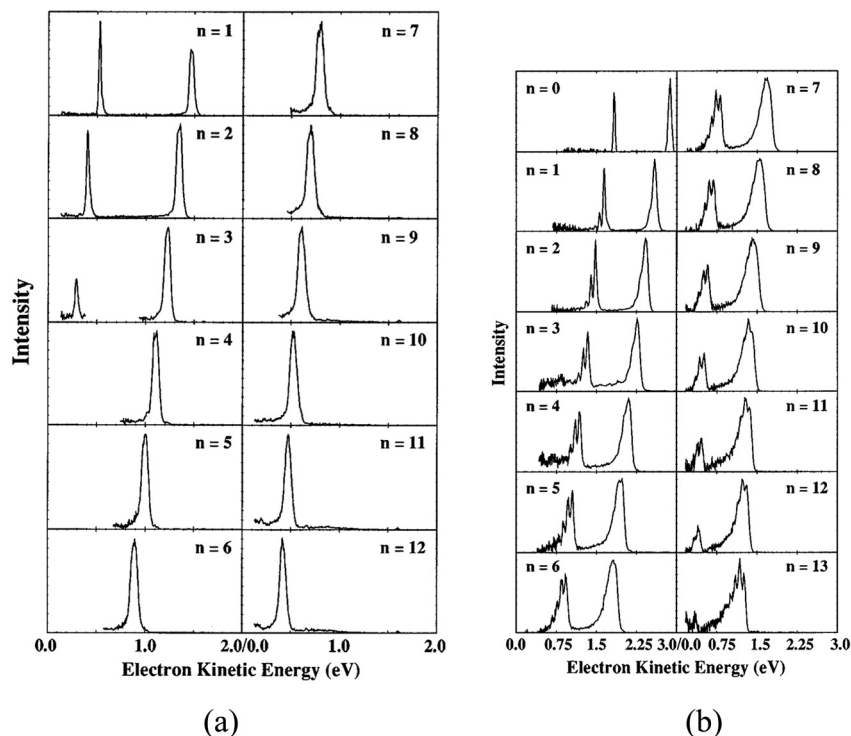 n = 1
n = 7
n = 2
n = 8
n = 3
n = 9
n = 4
n = 10
n = 5
n = 11
n = 6
n = 12
Intensity
0.0 1.0 2.0/0.0 1.0 2.0
Electron Kinetic Energy (eV)
(a)
n = 0
n = 7
n = 1
n = 8
n = 2
n = 9
n = 3
n = 10
n = 4
n = 11
n = 5
n = 12
n = 6
n = 13
Intensity
0.0 0.75 1.5 2.25 3.0/0.0 0.75 1.5 2.25 3.0
Electron Kinetic Energy (eV)
(b)